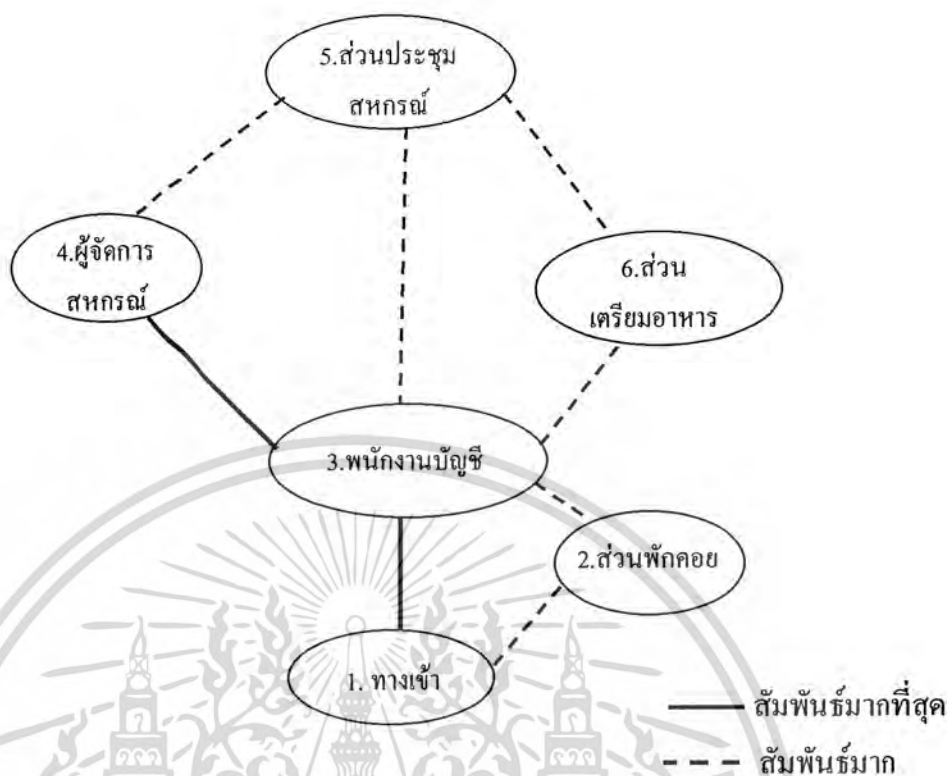 5.ส่วนประชุม
สหกรณ์
4.ผู้จัดการ
สหกรณ์
6.ส่วน
เตรียมอาหาร
3.พนักงานบัญชี
2.ส่วนพักคอย
1. ทางเข้า
สัมพันธ์มากที่สุด
สัมพันธ์มาก